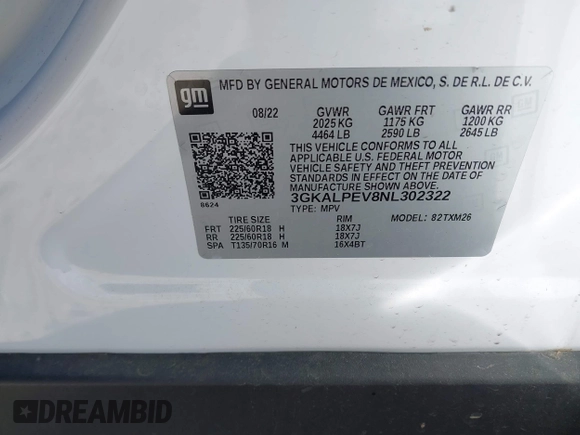 gm
MFD BY GENERAL MOTORS DE MEXICO, S. DE R.L. DE C.V.
08/22 GVWR GAWR FRT GAWR RR
2025 KG 1175 KG 1200 KG
4464 LB 2590 LB 2645 LB
THIS VEHICLE CONFORMS TO ALL
APPLICABLE U.S. FEDERAL MOTOR
VEHICLE SAFETY AND THEFT PREVENTION
STANDARDS IN EFFECT ON THE DATE OF
MANUFACTURE SHOWN ABOVE.
3GKALPEV8NL302322
8624 TYPE: MPV MODEL: 82TXM26
TIRE SIZE RIM
FRT 225/60R18 H 18X7J
RR 225/60R18 H 18X7J
SPA T135/70R16 M 16X4BT
DREAMBID